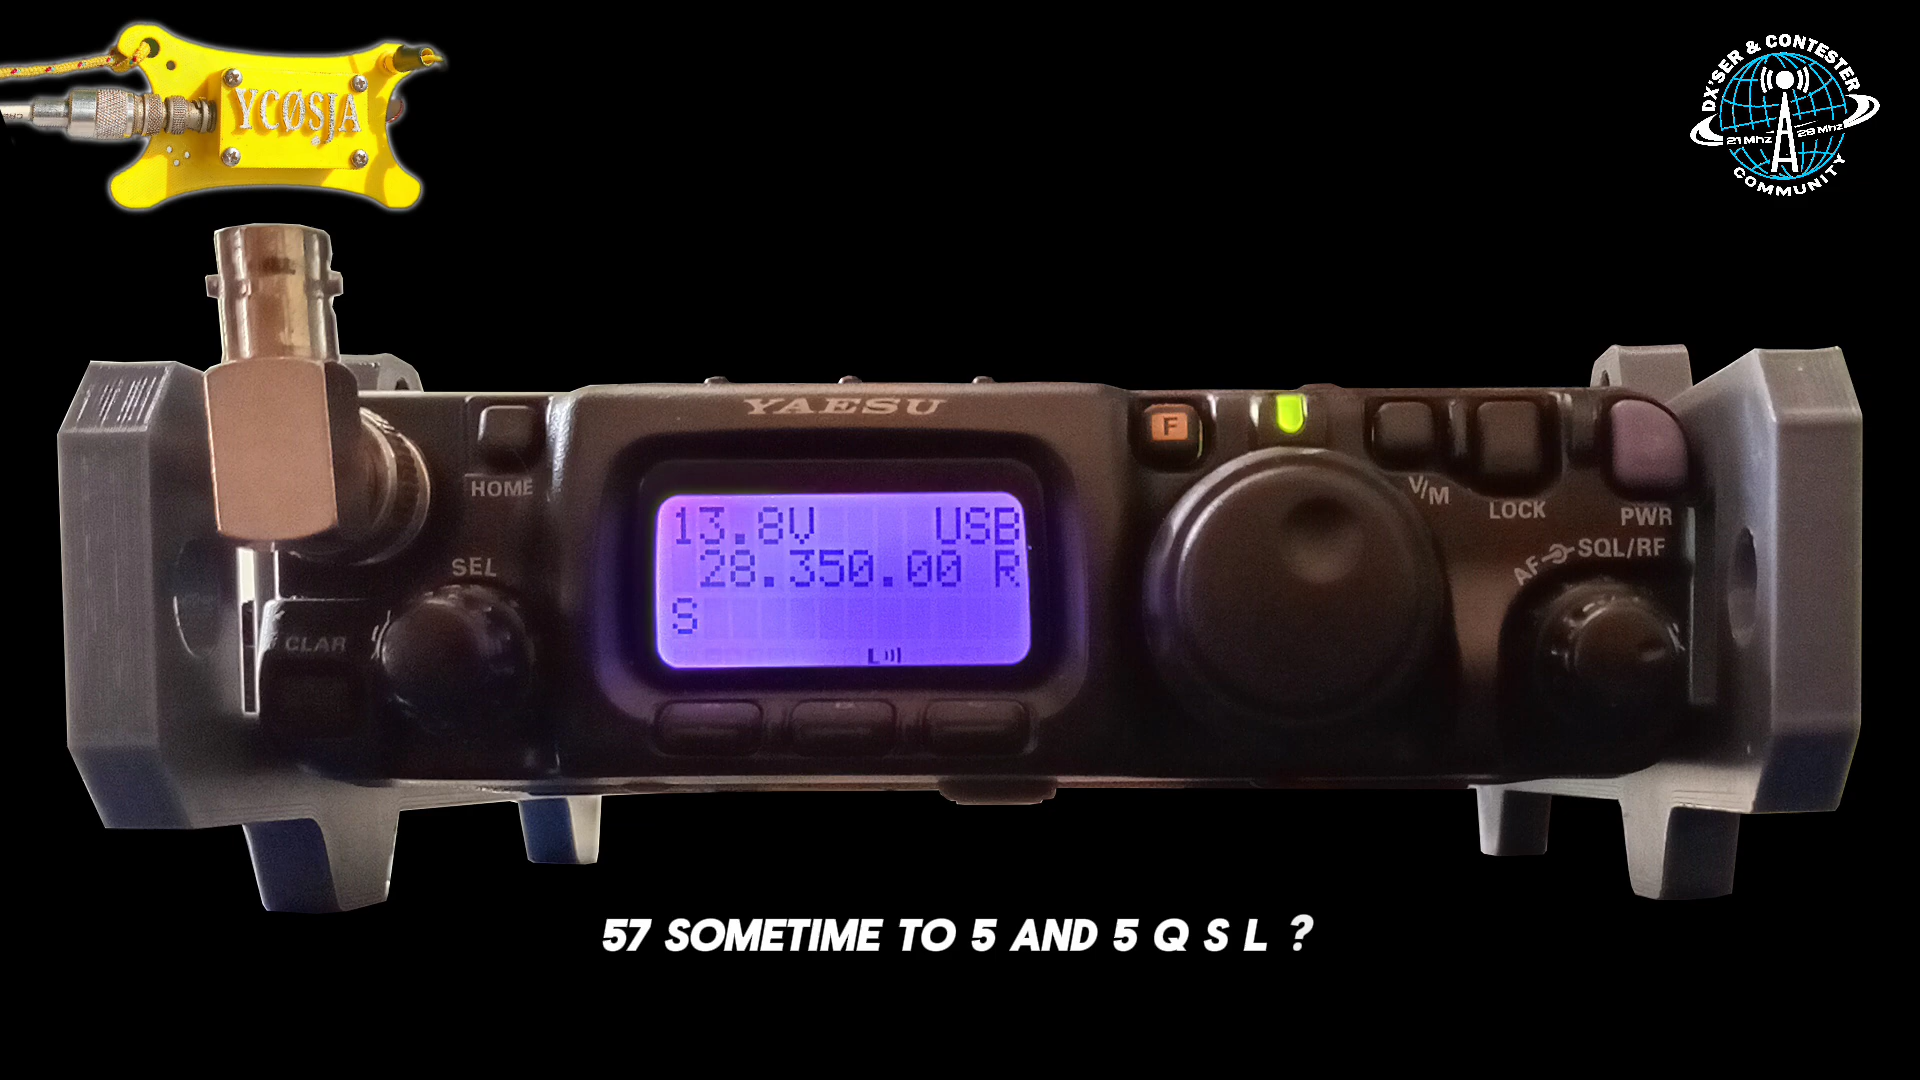 YCØSJA
DX'SER & CONTESTER
21 Mhz 28 Mhz
COMMUNITY
YAESU
F
HOME
V/M
LOCK
PWR
SEL
AF SQL/RF
CLAR
13.8V USB
28.350.00 R
S
57 SOMETIME TO 5 AND 5 Q S L ?